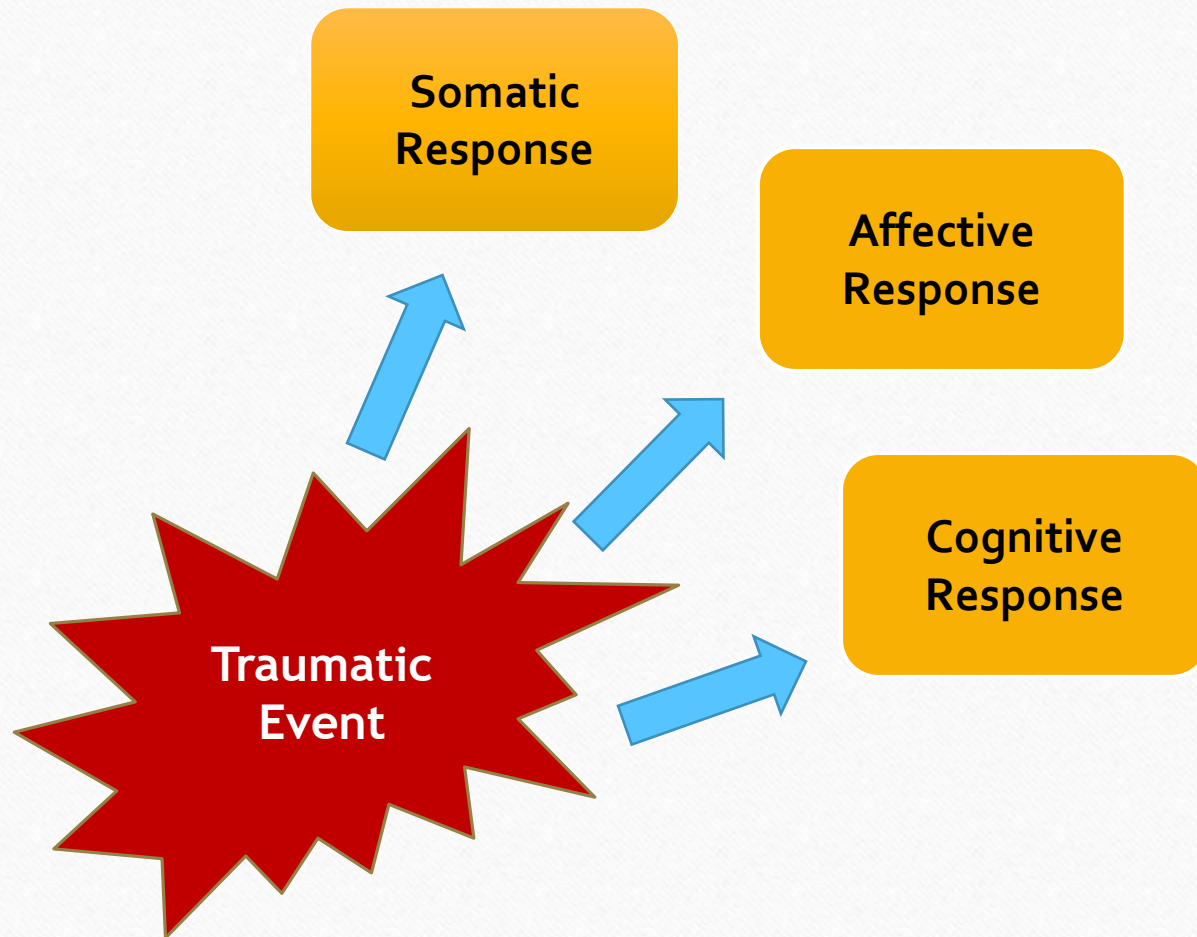 Somatic
Response
Affective
Response
Cognitive
Response
Traumatic
Event